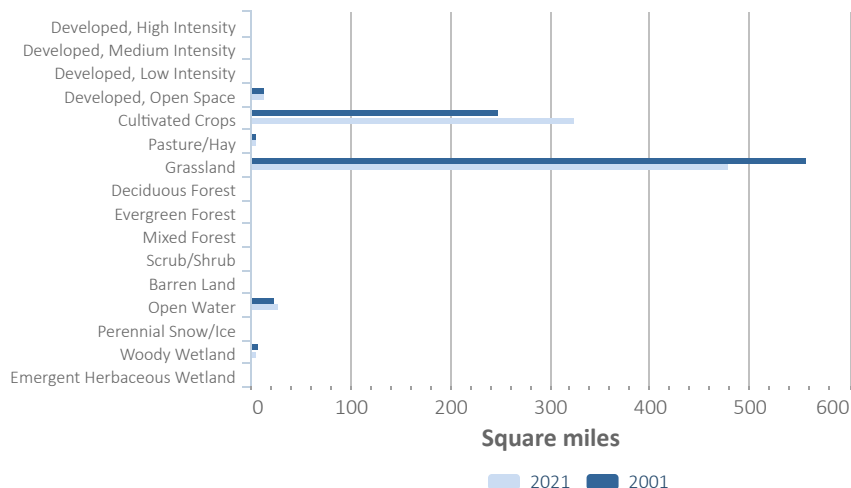 Developed, High Intensity
Developed, Medium Intensity
Developed, Low Intensity
Developed, Open Space
Cultivated Crops
Pasture/Hay
Grassland
Deciduous Forest
Evergreen Forest
Mixed Forest
Scrub/Shrub
Barren Land
Open Water
Perennial Snow/Ice
Woody Wetland
Emergent Herbaceous Wetland
0 100 200 300 400 500 600
Square miles
2021 2001